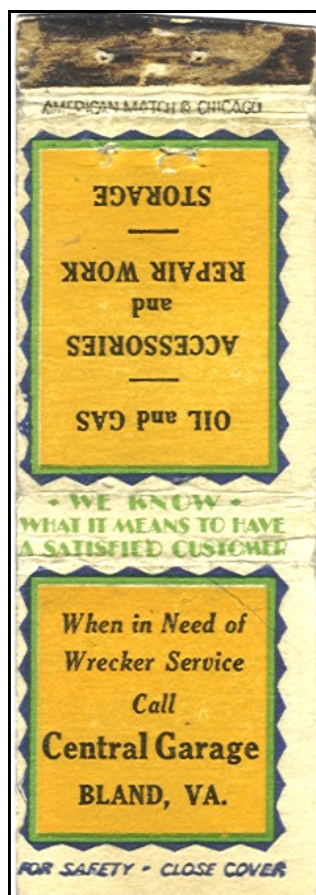 AMERICAN MATCH © CHICAGO
OIL and GAS
ACCESSORIES
and
REPAIR WORK
STORAGE
• WE KNOW •
WHAT IT MEANS TO HAVE
A SATISFIED CUSTOMER
When in Need of
Wrecker Service
Call
Central Garage
BLAND, VA.
FOR SAFETY - CLOSE COVER